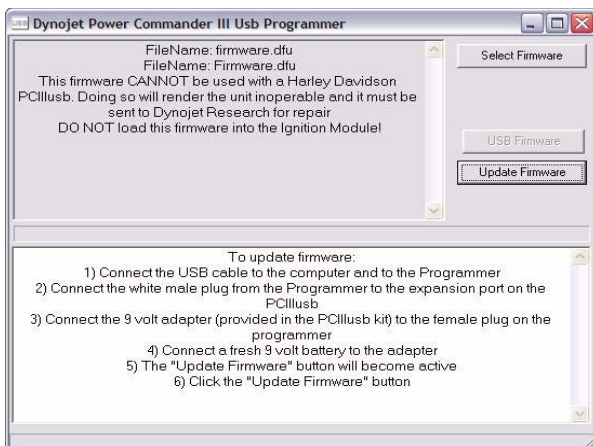 Dynojet Power Commander III Usb Programmer
FileName: firmware.dfu
FileName: Firmware.dfu
This firmware CANNOT be used with a Harley Davidson
PCIIIusb. Doing so will render the unit inoperable and it must be
sent to Dynojet Research for repair
DO NOT load this firmware into the Ignition Module!
Select Firmware
USB Firmware
Update Firmware
To update firmware:
1) Connect the USB cable to the computer and to the Programmer
2) Connect the white male plug from the Programmer to the expansion port on the
PCIIIusb
3) Connect the 9 volt adapter (provided in the PCIIIusb kit) to the female plug on the
programmer
4) Connect a fresh 9 volt battery to the adapter
5) The "Update Firmware" button will become active
6) Click the "Update Firmware" button